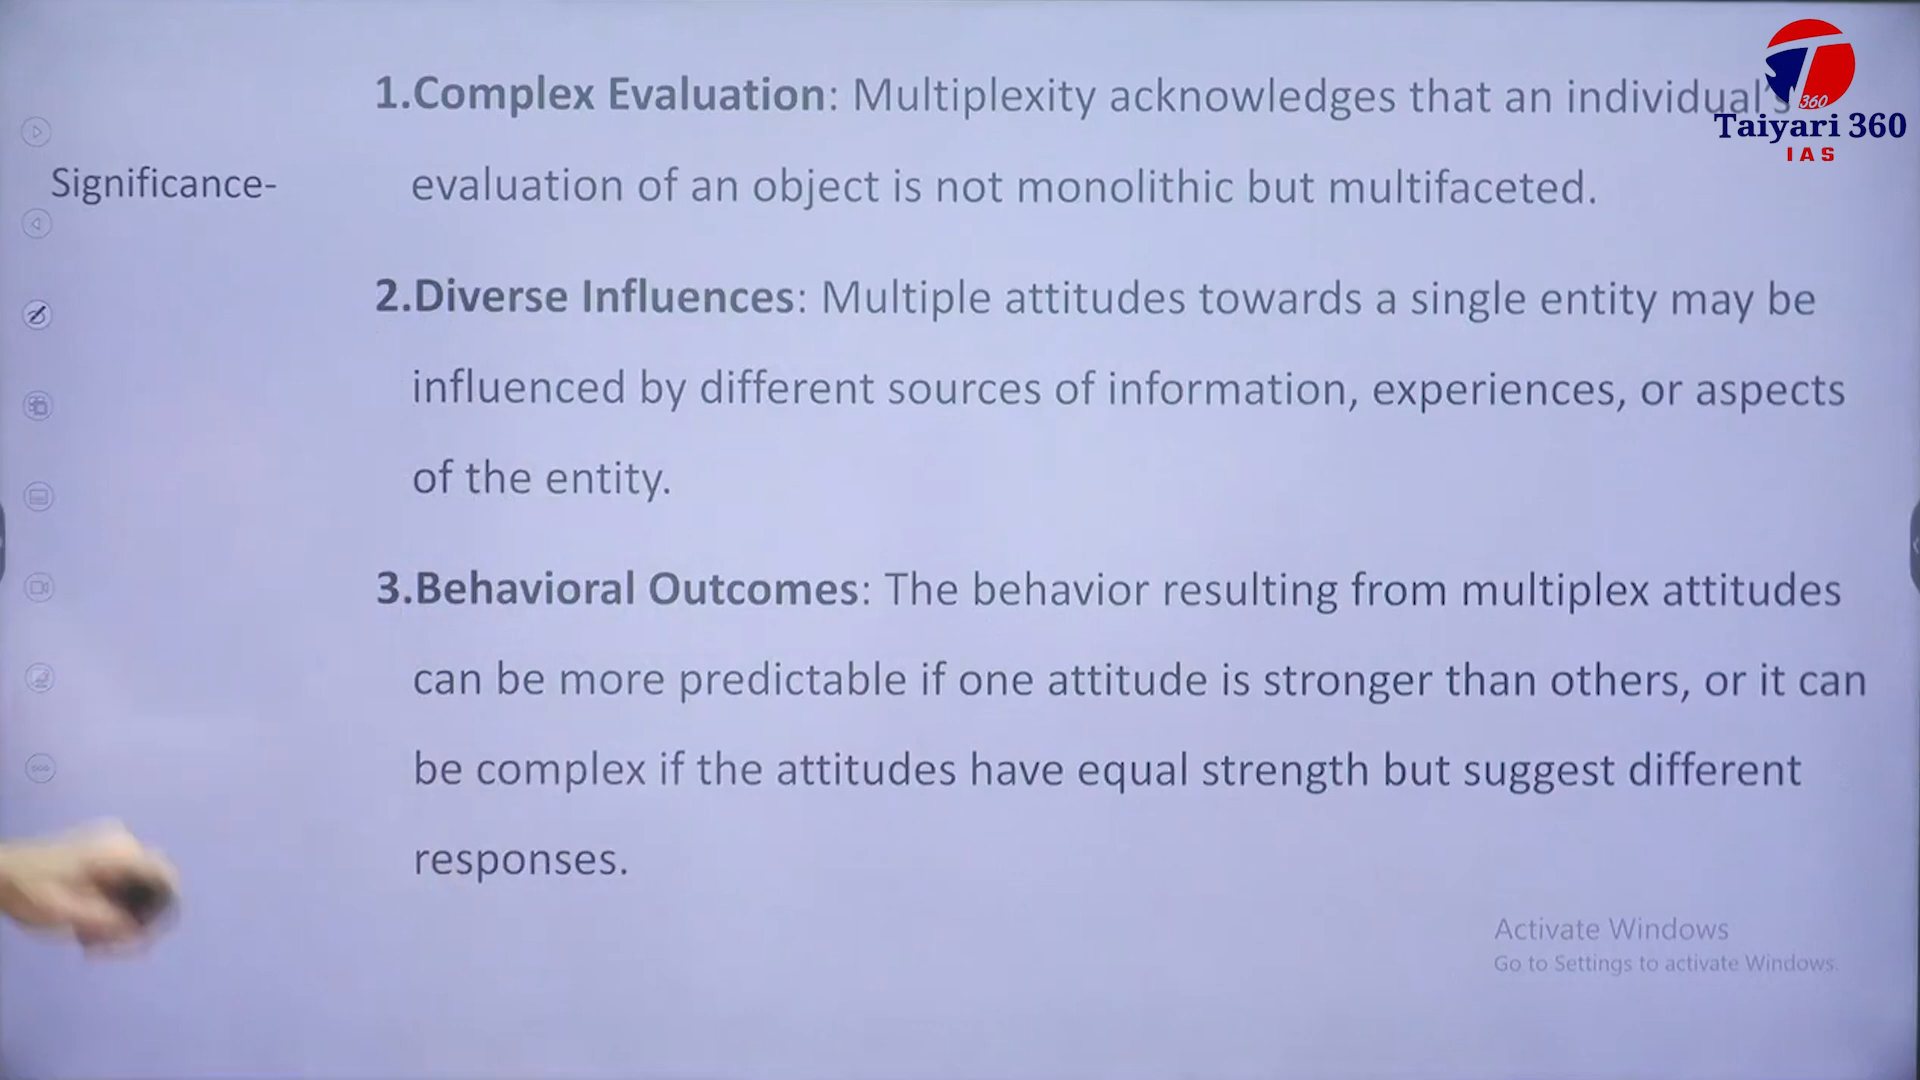 1.Complex Evaluation: Multiplexity acknowledges that an individual's
Significance-
evaluation of an object is not monolithic but multifaceted.
2.Diverse Influences: Multiple attitudes towards a single entity may be
influenced by different sources of information, experiences, or aspects
of the entity.
3.Behavioral Outcomes: The behavior resulting from multiplex attitudes
can be more predictable if one attitude is stronger than others, or it can
be complex if the attitudes have equal strength but suggest different
responses.
Activate Windows
Go to Settings to activate Windows.
T
360
Taiyari 360
IAS